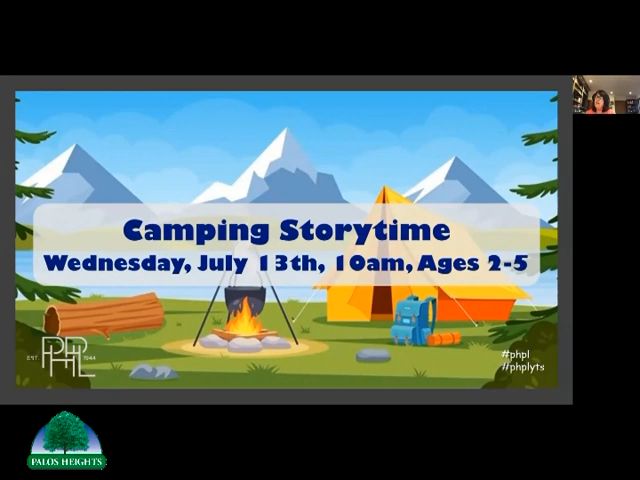 Camping Storytime
Wednesday, July 13th, 10am, Ages 2-5
EST. PHPL 1944
#phpl
#phplyts
PALOS HEIGHTS